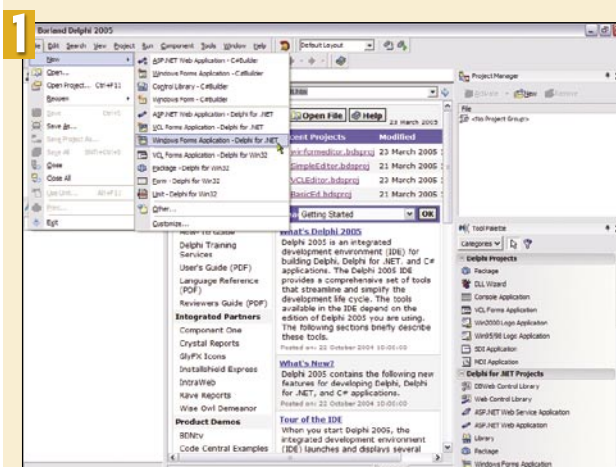 1
Borland Delphi 2005
File Edit Search View Project Run Component Tools Window Help
Default Layout
New
Open...
Open Project... Ctrl+F11
Reopen
Save Ctrl+S
Save As...
Save Project As...
Save All Shift+Ctrl+S
Close
Close All
Use Unit... Alt+F11
Print...
Exit
ASP.NET Web Application - C#Builder
Windows Forms Application - C#Builder
Control Library - C#Builder
Windows Form - C#Builder
ASP.NET Web Application - Delphi for .NET
VCL Forms Application - Delphi for .NET
Windows Forms Application - Delphi for .NET
VCL Forms Application - Delphi for Win32
Package - Delphi for Win32
Form - Delphi for Win32
Unit - Delphi for Win32
Other...
Customize...
Open File Help
23 March 2005
cent Projects Modified
winformeditor.bdsproj 23 March 2005
SimpleEditor.bdsproj 21 March 2005
VCLEditor.bdsproj 21 March 2005
BasicEd.bdsproj 21 March 2005
Getting Started OK
How-To Guide
Delphi Training
Services
User's Guide (PDF)
Language Reference
(PDF)
Reviewers Guide (PDF)
Integrated Partners
Component One
Crystal Reports
GlyFX Icons
InstallShield Express
IntraWeb
Rave Reports
Wise Owl Demeanor
Product Demos
BDNtv
Code Central Examples
What's Delphi 2005
Delphi 2005 is an
integrated development
environment (IDE) for
building Delphi, Delphi
for .NET, and C#
applications. The Delphi 2005 IDE
provides a comprehensive set of tools
that streamline and simplify the
development life cycle. The tools
available in the IDE depend on the
edition of Delphi 2005 you are using.
The following sections briefly describe
these tools.
Posted on: 22 October 2004 10:00:00
What's New?
Delphi 2005 contains the following new
features for developing Delphi, Delphi
for .NET, and C# applications.
Posted on: 22 October 2004 10:00:00
Tour of the IDE
When you start Delphi 2005, the
integrated development environment
(IDE) launches and displays several
Project Manager
Activate New Remove
File
<No Project Group>
Tool Palette
Categories
Delphi Projects
Package
DLL Wizard
Console Application
VCL Forms Application
Win2000 Logo Application
Win95/98 Logo Application
SDI Application
MDI Application
Delphi for .NET Projects
DBWeb Control Library
Web Control Library
ASP.NET Web Service Application
ASP.NET Web Application
Library
Package
Windows Forms Application